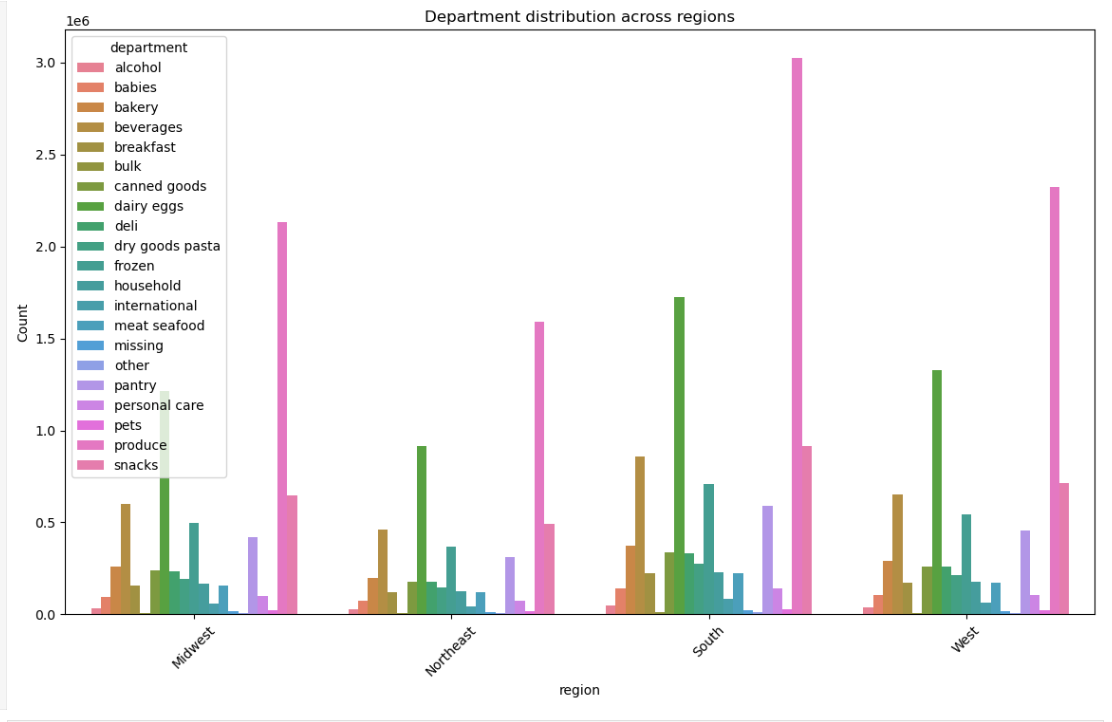 Department distribution across regions
1e6
3.0
2.5
2.0
1.5
1.0
0.5
0.0
Count
department
alcohol
babies
bakery
beverages
breakfast
bulk
canned goods
dairy eggs
deli
dry goods pasta
frozen
household
international
meat seafood
missing
other
pantry
personal care
pets
produce
snacks
Midwest
Northeast
South
West
region